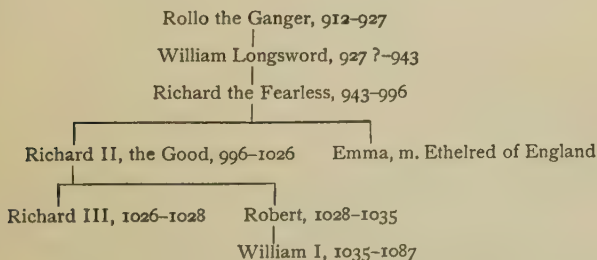 Rollo the Ganger, 912–927
William Longsword, 927 ?–943
Richard the Fearless, 943–996
Richard II, the Good, 996–1026 Emma, m. Ethelred of England
Richard III, 1026–1028 Robert, 1028–1035
William I, 1035–1087